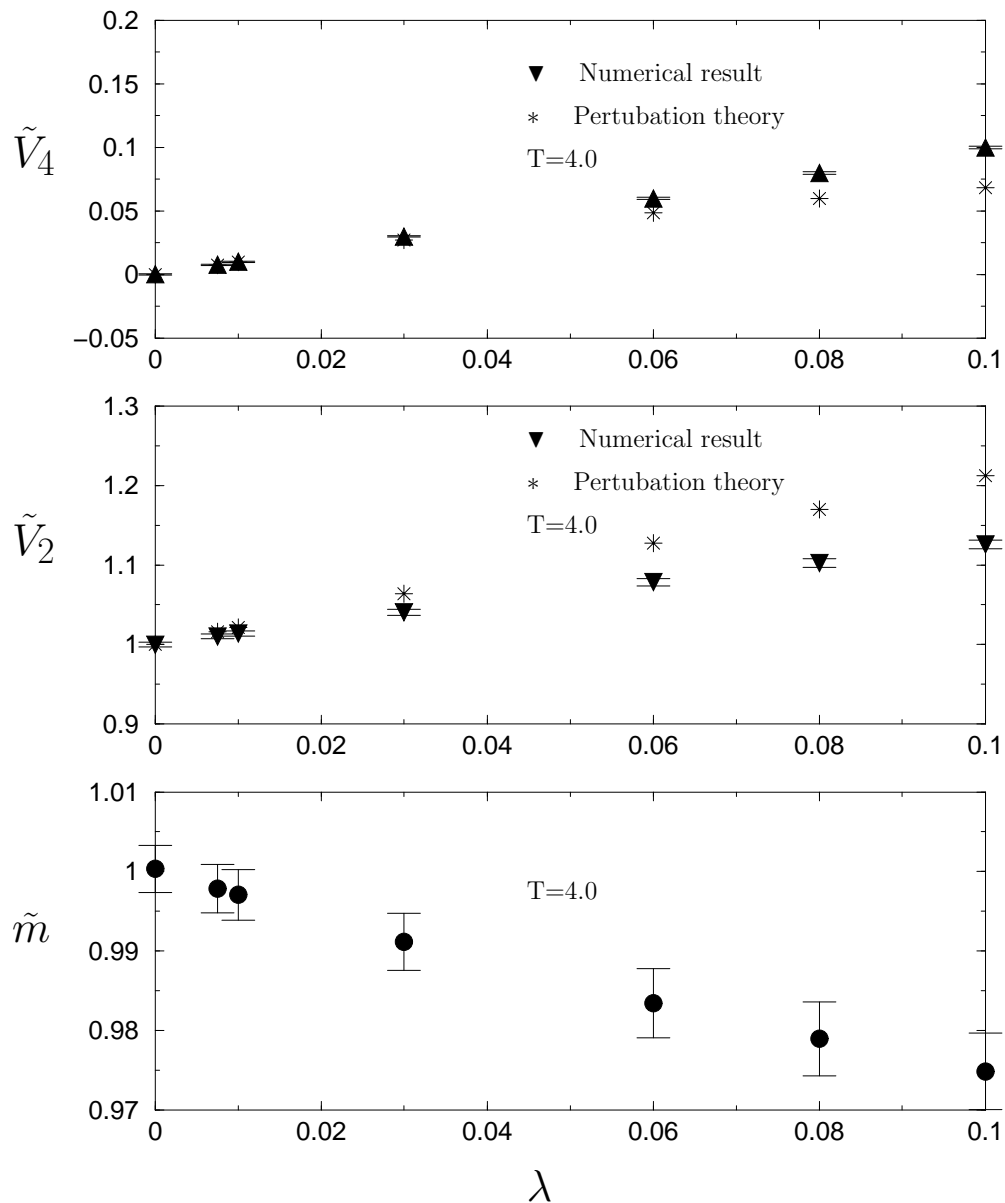 0.2
0.15
▼ Numerical result
* Pertubation theory
Ṽ₄
0.1
T=4.0
0.05
0
−0.05
0 0.02 0.04 0.06 0.08 0.1
1.3
▼ Numerical result
1.2
* Pertubation theory
Ṽ₂
T=4.0
1.1
1
0.9
0 0.02 0.04 0.06 0.08 0.1
1.01
1
T=4.0
m̃
0.99
0.98
0.97
0 0.02 0.04 0.06 0.08 0.1
λ